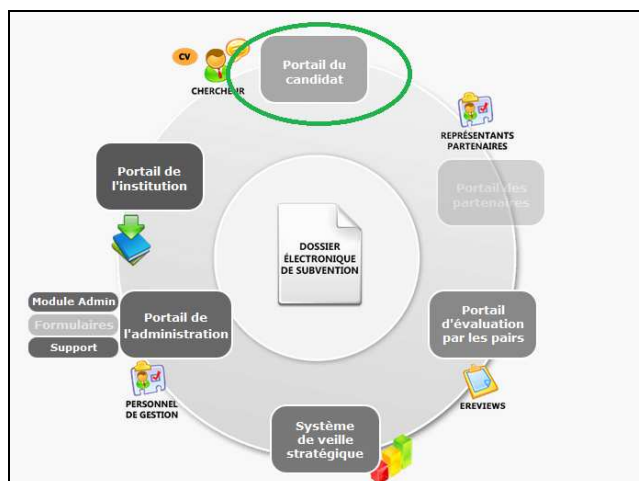 Portail du
candidat
CV
CHERCHEUR
REPRÉSENTANTS
PARTENAIRES
Portail de
l'institution
Portail des
partenaires
DOSSIER
ÉLECTRONIQUE
DE SUBVENTION
Module Admin
Formulaires
Support
Portail de
l'administration
Portail
d'évaluation
par les pairs
PERSONNEL
DE GESTION
EREVIEWS
Système
de veille
stratégique